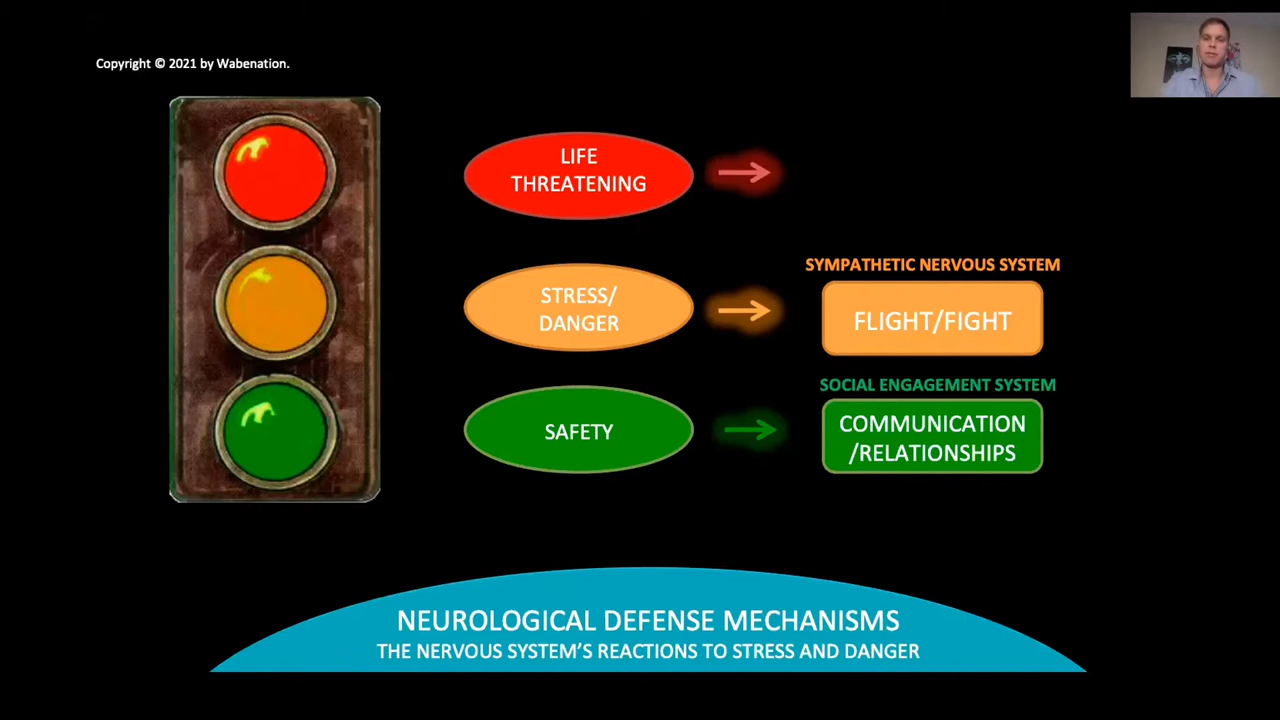 Copyright © 2021 by Wabenation.
LIFE
THREATENING
SYMPATHETIC NERVOUS SYSTEM
STRESS/
DANGER
FLIGHT/FIGHT
SOCIAL ENGAGEMENT SYSTEM
SAFETY
COMMUNICATION
/RELATIONSHIPS
NEUROLOGICAL DEFENSE MECHANISMS
THE NERVOUS SYSTEM'S REACTIONS TO STRESS AND DANGER